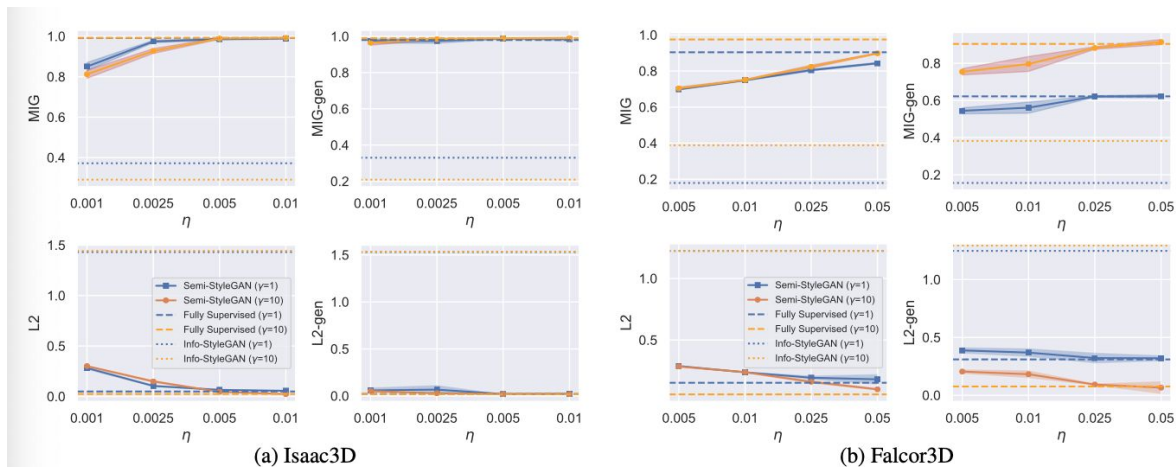 1.0
0.8
0.6
0.4
MIG
0.001 0.0025 0.005 0.01
η
1.0
0.8
0.6
0.4
0.2
MIG-gen
0.001 0.0025 0.005 0.01
η
1.0
0.8
0.6
0.4
0.2
MIG
0.005 0.01 0.025 0.05
η
0.8
0.6
0.4
0.2
MIG-gen
0.005 0.01 0.025 0.05
η
1.5
1.0
0.5
0.0
L2
Semi-StyleGAN (γ=1)
Semi-StyleGAN (γ=10)
Fully Supervised (γ=1)
Fully Supervised (γ=10)
Info-StyleGAN (γ=1)
Info-StyleGAN (γ=10)
0.001 0.0025 0.005 0.01
η
1.5
1.0
0.5
0.0
L2-gen
0.001 0.0025 0.005 0.01
η
1.0
0.5
0.0
L2
Semi-StyleGAN (γ=1)
Semi-StyleGAN (γ=10)
Fully Supervised (γ=1)
Fully Supervised (γ=10)
Info-StyleGAN (γ=1)
Info-StyleGAN (γ=10)
0.005 0.01 0.025 0.05
η
1.0
0.5
0.0
L2-gen
0.005 0.01 0.025 0.05
η
(a) Isaac3D
(b) Falcor3D